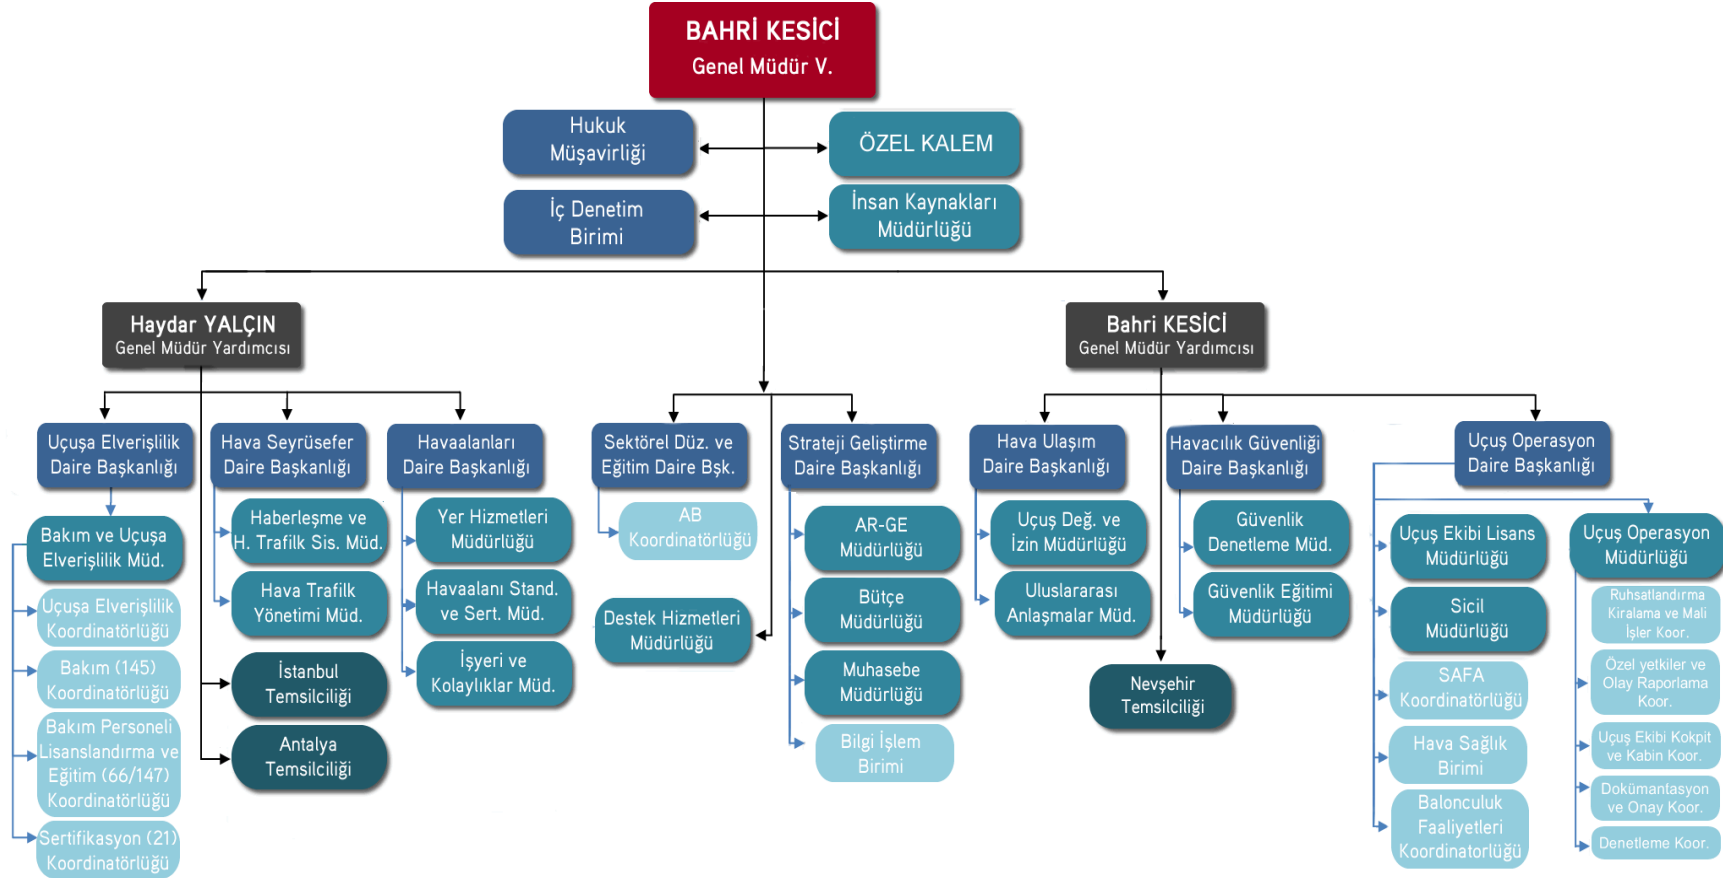 BAHRİ KESİCİ
Genel Müdür V.
Hukuk
Müşavirliği
ÖZEL KALEM
İç Denetim
Birimi
İnsan Kaynakları
Müdürlüğü
Haydar YALÇIN
Genel Müdür Yardımcısı
Bahri KESİCİ
Genel Müdür Yardımcısı
Uçuşa Elverişlilik
Daire Başkanlığı
Hava Seyrüsefer
Daire Başkanlığı
Havaalanları
Daire Başkanlığı
Sektörel Düz. ve
Eğitim Daire Bşk.
Strateji Geliştirme
Daire Başkanlığı
Hava Ulaşım
Daire Başkanlığı
Havacılık Güvenliği
Daire Başkanlığı
Uçuş Operasyon
Daire Başkanlığı
Bakım ve Uçuşa
Elverişlilik Müd.
Uçuşa Elverişlilik
Koordinatörlüğü
Bakım (145)
Koordinatörlüğü
Bakım Personeli
Lisanslandırma ve
Eğitim (66/147)
Koordinatörlüğü
Sertifikasyon (21)
Koordinatörlüğü
Haberleşme ve
H. Trafilk Sis. Müd.
Hava Trafilk
Yönetimi Müd.
İstanbul
Temsilciliği
Antalya
Temsilciliği
Yer Hizmetleri
Müdürlüğü
Havaalanı Stand.
ve Sert. Müd.
İşyeri ve
Kolaylıklar Müd.
AB
Koordinatörlüğü
Destek Hizmetleri
Müdürlüğü
AR-GE
Müdürlüğü
Bütçe
Müdürlüğü
Muhasebe
Müdürlüğü
Bilgi İşlem
Birimi
Uçuş Değ. ve
İzin Müdürlüğü
Uluslararası
Anlaşmalar Müd.
Nevşehir
Temsilciliği
Güvenlik
Denetleme Müd.
Güvenlik Eğitimi
Müdürlüğü
Uçuş Ekibi Lisans
Müdürlüğü
Sicil
Müdürlüğü
SAFA
Koordinatörlüğü
Hava Sağlık
Birimi
Balonculuk
Faaliyetleri
Koordinatorlüğü
Uçuş Operasyon
Müdürlüğü
Ruhsatlandırma
Kiralama ve Mali
İşler Koor.
Özel yetkiler ve
Olay Raporlama
Koor.
Uçuş Ekibi Kokpit
ve Kabin Koor.
Dokümantasyon
ve Onay Koor.
Denetleme Koor.